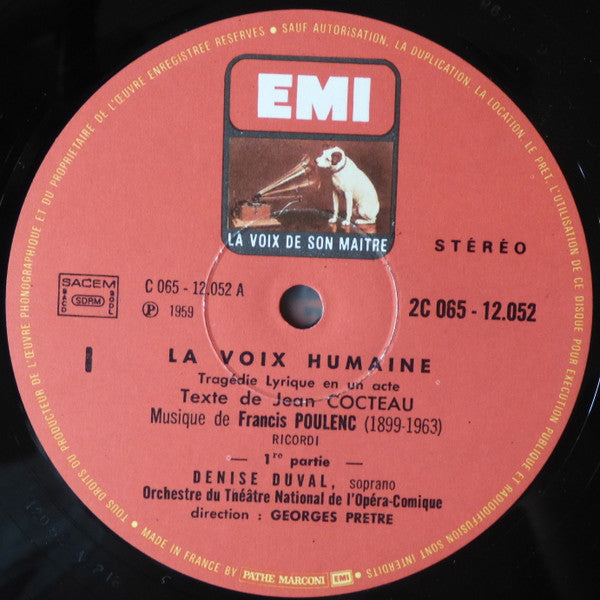 TOUS DROITS DU PRODUCTEUR DE L'ŒUVRE PHONOGRAPHIQUE ET DU PROPRIETAIRE DE L'ŒUVRE ENREGISTREE RESERVES • SAUF AUTORISATION, LA DUPLICATION, LA LOCATION, LE PRET, L'UTILISATION DE CE DISQUE POUR EXECUTION PUBLIQUE ET RADIODIFFUSION SONT INTERDITS •
EMI
LA VOIX DE SON MAITRE
STÉRÉO
SACEM
SACD
SDRM
SGDL
C 065 - 12.052 A
℗ 1959
2C 065 - 12.052
I
LA VOIX HUMAINE
Tragédie Lyrique en un acte
Texte de Jean COCTEAU
Musique de Francis POULENC (1899-1963)
RICORDI
— 1re partie —
DENISE DUVAL, soprano
Orchestre du Théâtre National de l'Opéra-Comique
direction : GEORGES PRETRE
• MADE IN FRANCE BY PATHE MARCONI EMI •